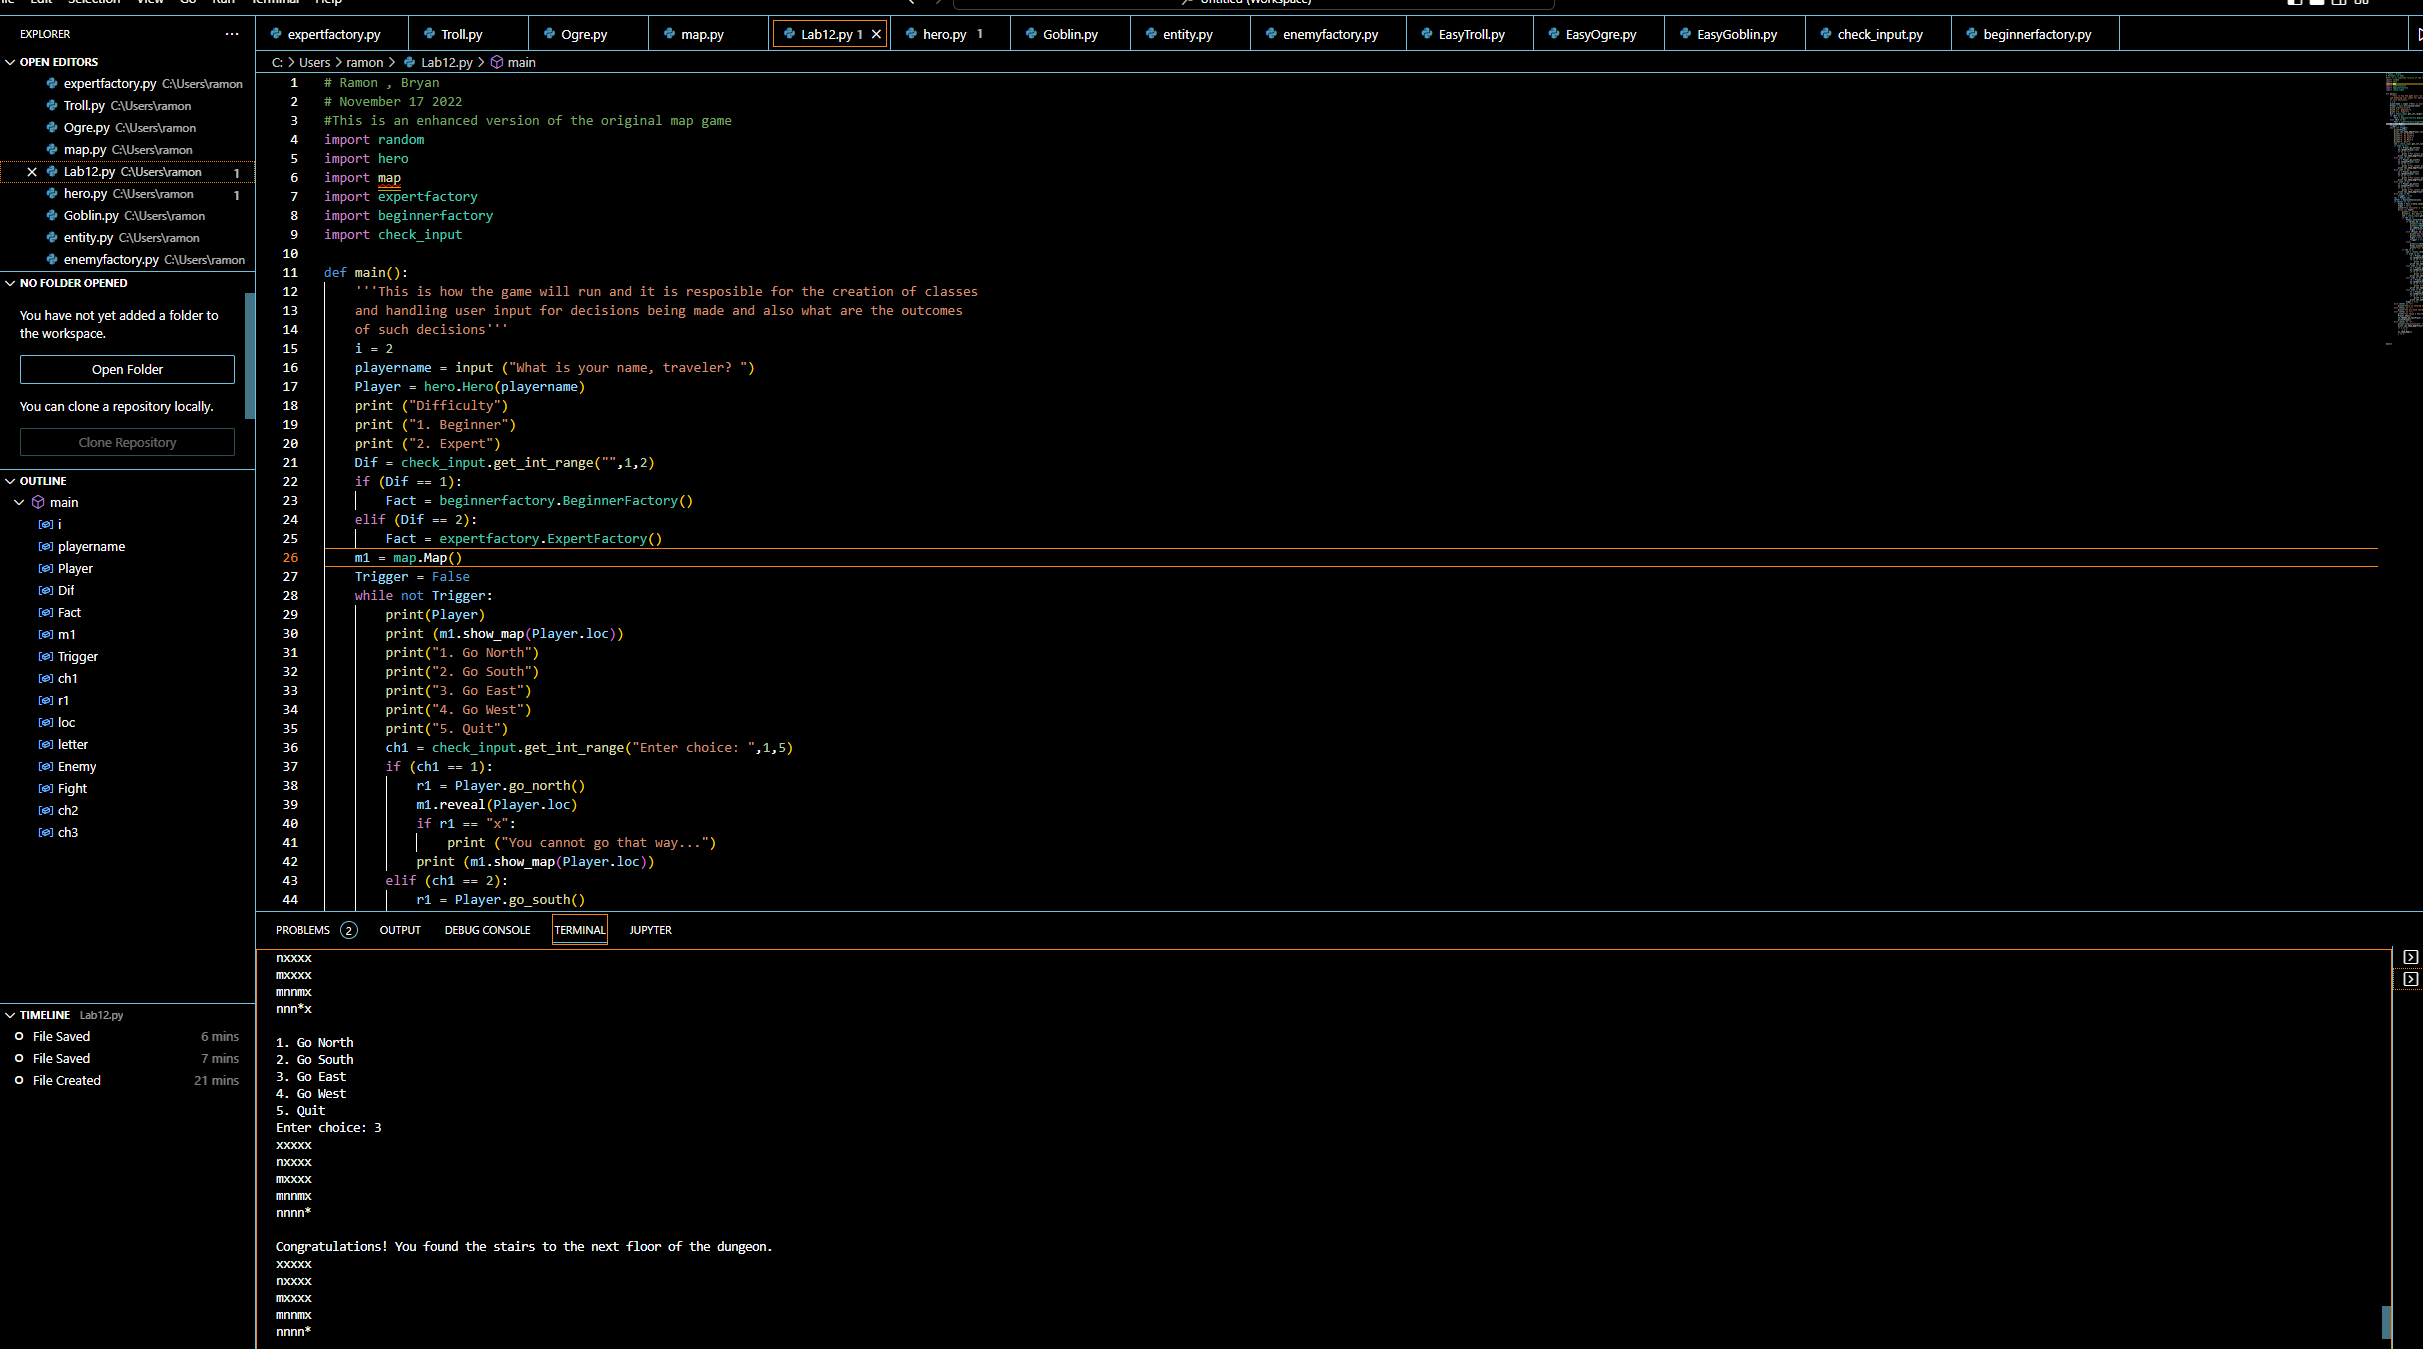 Edit Selection View Go Run Terminal Help
Untitled (Workspace)
EXPLORER
OPEN EDITORS
expertfactory.py C:\Users\ramon
Troll.py C:\Users\ramon
Ogre.py C:\Users\ramon
map.py C:\Users\ramon
Lab12.py C:\Users\ramon 1
hero.py C:\Users\ramon 1
Goblin.py C:\Users\ramon
entity.py C:\Users\ramon
enemyfactory.py C:\Users\ramon
NO FOLDER OPENED
You have not yet added a folder to
the workspace.
Open Folder
You can clone a repository locally.
Clone Repository
OUTLINE
main
i
playername
Player
Dif
Fact
m1
Trigger
ch1
r1
loc
letter
Enemy
Fight
ch2
ch3
TIMELINE Lab12.py
File Saved 6 mins
File Saved 7 mins
File Created 21 mins
expertfactory.py Troll.py Ogre.py map.py Lab12.py 1 hero.py 1 Goblin.py entity.py enemyfactory.py EasyTroll.py EasyOgre.py EasyGoblin.py check_input.py beginnerfactory.py
C: > Users > ramon > Lab12.py > main
1 # Ramon , Bryan
2 # November 17 2022
3 #This is an enhanced version of the original map game
4 import random
5 import hero
6 import map
7 import expertfactory
8 import beginnerfactory
9 import check_input
10
11 def main():
12 '''This is how the game will run and it is resposible for the creation of classes
13 and handling user input for decisions being made and also what are the outcomes
14 of such decisions'''
15 i = 2
16 playername = input ("What is your name, traveler? ")
17 Player = hero.Hero(playername)
18 print ("Difficulty")
19 print ("1. Beginner")
20 print ("2. Expert")
21 Dif = check_input.get_int_range("",1,2)
22 if (Dif == 1):
23 Fact = beginnerfactory.BeginnerFactory()
24 elif (Dif == 2):
25 Fact = expertfactory.ExpertFactory()
26 m1 = map.Map()
27 Trigger = False
28 while not Trigger:
29 print(Player)
30 print (m1.show_map(Player.loc))
31 print("1. Go North")
32 print("2. Go South")
33 print("3. Go East")
34 print("4. Go West")
35 print("5. Quit")
36 ch1 = check_input.get_int_range("Enter choice: ",1,5)
37 if (ch1 == 1):
38 r1 = Player.go_north()
39 m1.reveal(Player.loc)
40 if r1 == "x":
41 print ("You cannot go that way...")
42 print (m1.show_map(Player.loc))
43 elif (ch1 == 2):
44 r1 = Player.go_south()
PROBLEMS 2 OUTPUT DEBUG CONSOLE TERMINAL JUPYTER
nxxxx
mxxxx
mnnmx
nnn*x
1. Go North
2. Go South
3. Go East
4. Go West
5. Quit
Enter choice: 3
xxxxx
nxxxx
mxxxx
mnnmx
nnnn*
Congratulations! You found the stairs to the next floor of the dungeon.
xxxxx
nxxxx
mxxxx
mnnmx
nnnn*